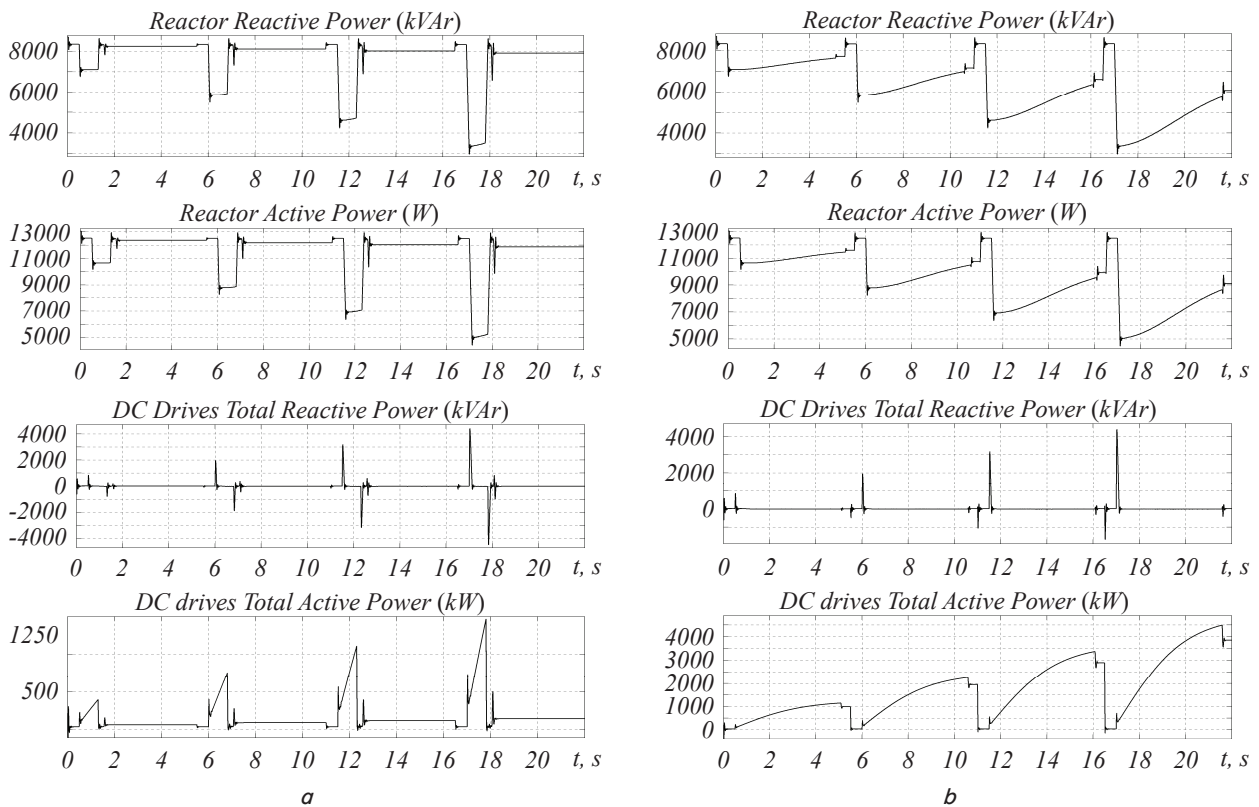 Reactor Reactive Power (kVAr)
8000
6000
4000
0 2 4 6 8 10 12 14 16 18 20 t, s
Reactor Active Power (W)
13000
11000
9000
7000
5000
0 2 4 6 8 10 12 14 16 18 20 t, s
DC Drives Total Reactive Power (kVAr)
4000
2000
0
-2000
-4000
0 2 4 6 8 10 12 14 16 18 20 t, s
DC drives Total Active Power (kW)
1250
500
0 2 4 6 8 10 12 14 16 18 20 t, s
a
Reactor Reactive Power (kVAr)
8000
6000
4000
0 2 4 6 8 10 12 14 16 18 20 t, s
Reactor Active Power (W)
13000
11000
9000
7000
5000
0 2 4 6 8 10 12 14 16 18 20 t, s
DC Drives Total Reactive Power (kVAr)
4000
2000
0
0 2 4 6 8 10 12 14 16 18 20 t, s
DC drives Total Active Power (kW)
4000
3000
2000
1000
0
0 2 4 6 8 10 12 14 16 18 20 t, s
b